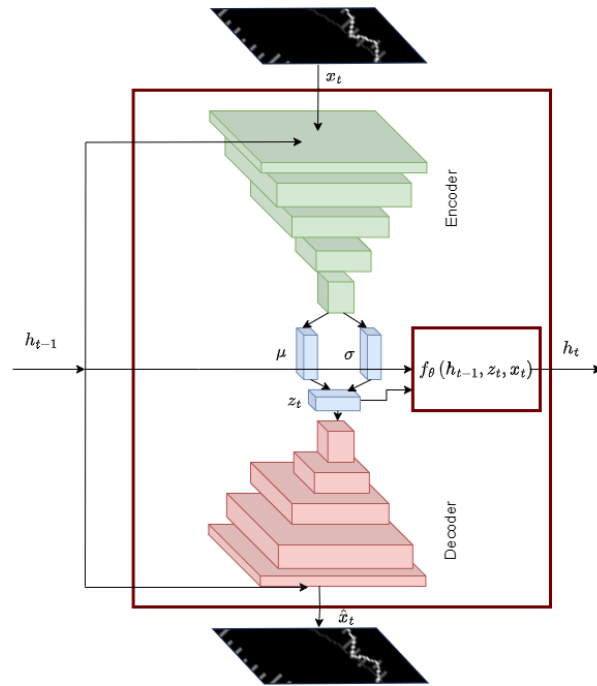 x_t
Encoder
h_{t-1}
μ
σ
f_θ (h_{t-1}, z_t, x_t)
h_t
z_t
Decoder
x̂_t